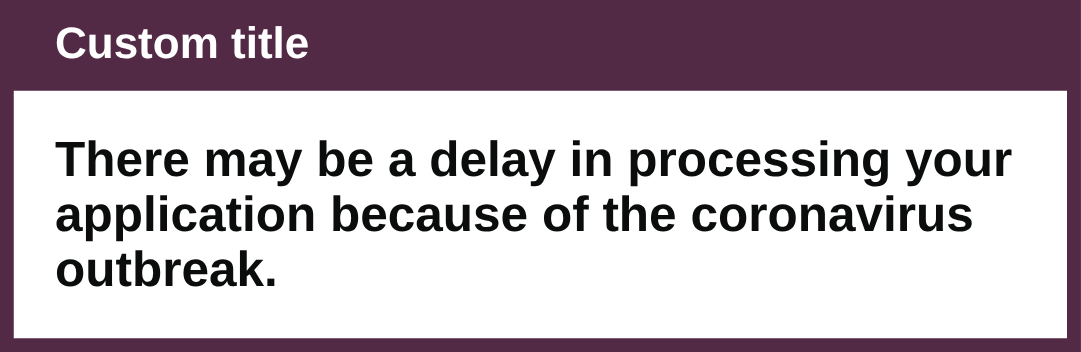 Custom title
There may be a delay in processing your
application because of the coronavirus
outbreak.